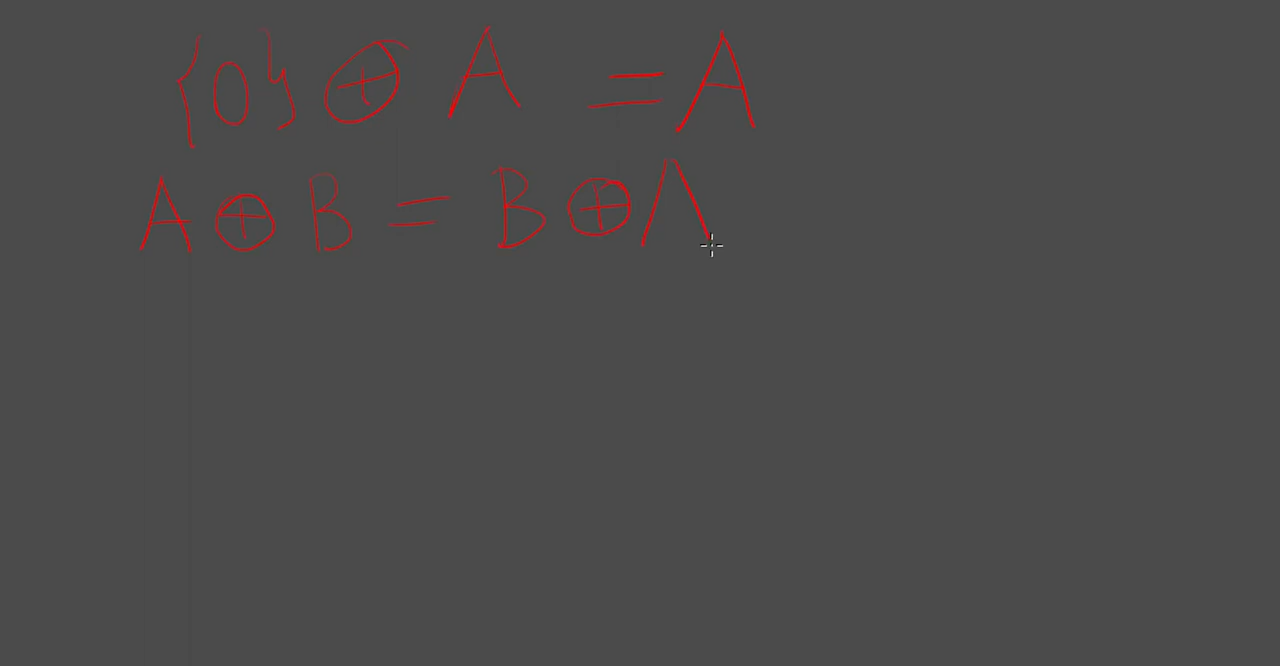 {0} ⊕ A = A
A ⊕ B = B ⊕ Λ